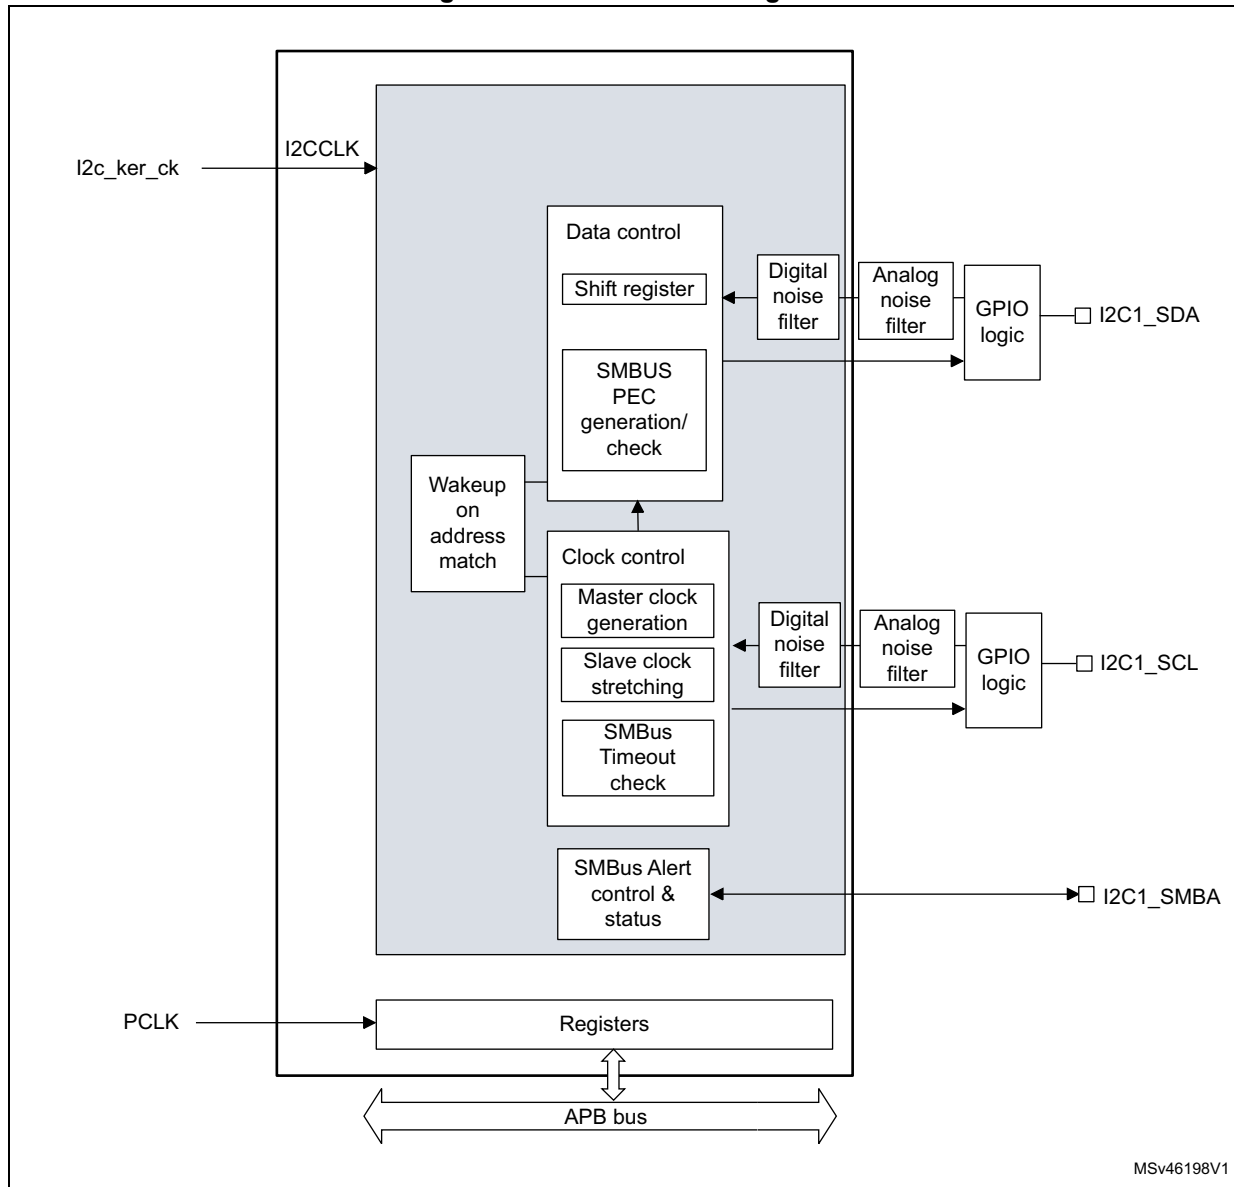 I2CCLK
I2c_ker_ck
Data control
Shift register
SMBUS
PEC
generation/
check
Digital
noise
filter
Analog
noise
filter
GPIO
logic
I2C1_SDA
Wakeup
on
address
match
Clock control
Master clock
generation
Slave clock
stretching
SMBus
Timeout
check
Digital
noise
filter
Analog
noise
filter
GPIO
logic
I2C1_SCL
SMBus Alert
control &
status
I2C1_SMBA
PCLK
Registers
APB bus
MSv46198V1